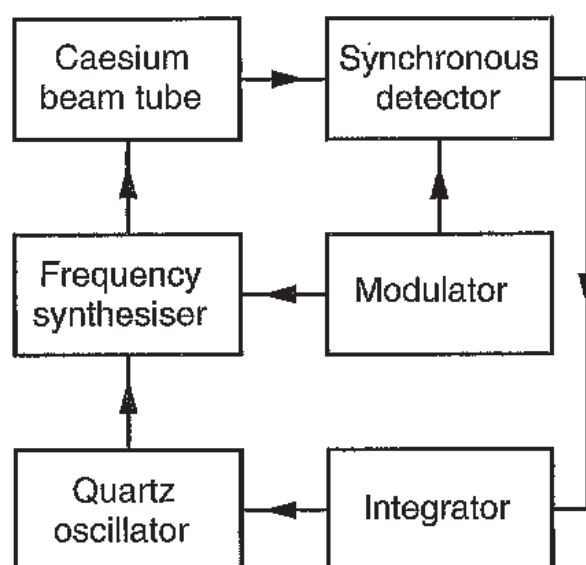 Caesium
beam tube
Synchronous
detector
Frequency
synthesiser
Modulator
Quartz
oscillator
Integrator